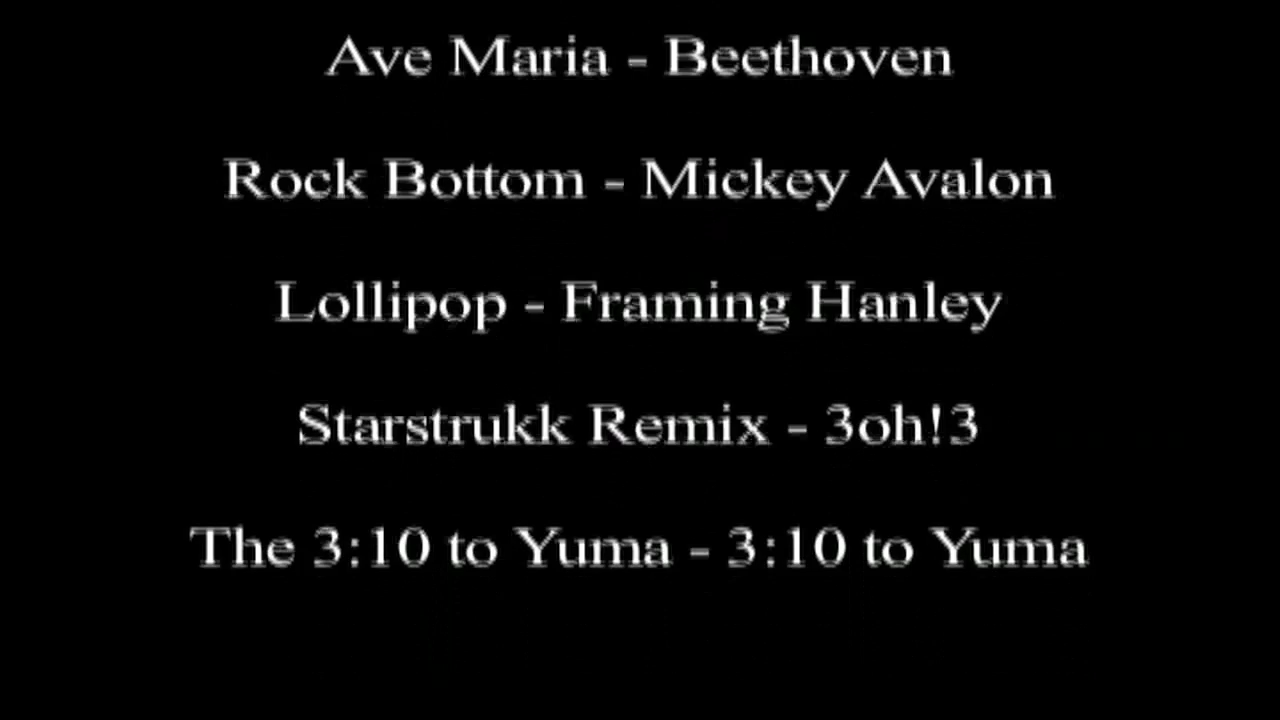 Ave Maria - Beethoven
Rock Bottom - Mickey Avalon
Lollipop - Framing Hanley
Starstrukk Remix - 3oh!3
The 3:10 to Yuma - 3:10 to Yuma